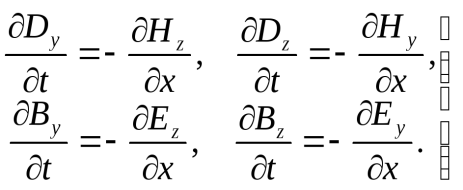 ∂D_y/∂t = - ∂H_z/∂x, ∂D_z/∂t = - ∂H_y/∂x,
∂B_y/∂t = - ∂E_z/∂x, ∂B_z/∂t = - ∂E_y/∂x.